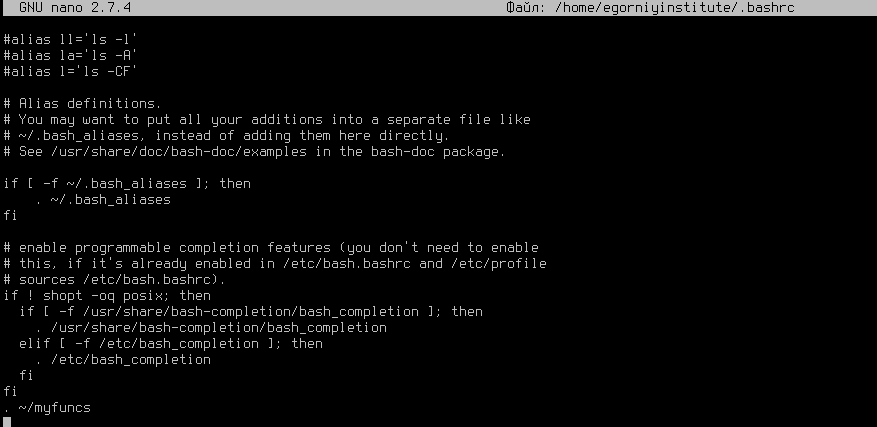 GNU nano 2.7.4 Файл: /home/egorniyinstitute/.bashrc
#alias ll='ls -l'
#alias la='ls -A'
#alias l='ls -CF'
# Alias definitions.
# You may want to put all your additions into a separate file like
# ~/.bash_aliases, instead of adding them here directly.
# See /usr/share/doc/bash-doc/examples in the bash-doc package.
if [ -f ~/.bash_aliases ]; then
    . ~/.bash_aliases
fi
# enable programmable completion features (you don't need to enable
# this, if it's already enabled in /etc/bash.bashrc and /etc/profile
# sources /etc/bash.bashrc).
if ! shopt -oq posix; then
  if [ -f /usr/share/bash-completion/bash_completion ]; then
    . /usr/share/bash-completion/bash_completion
  elif [ -f /etc/bash_completion ]; then
    . /etc/bash_completion
  fi
fi
. ~/myfuncs